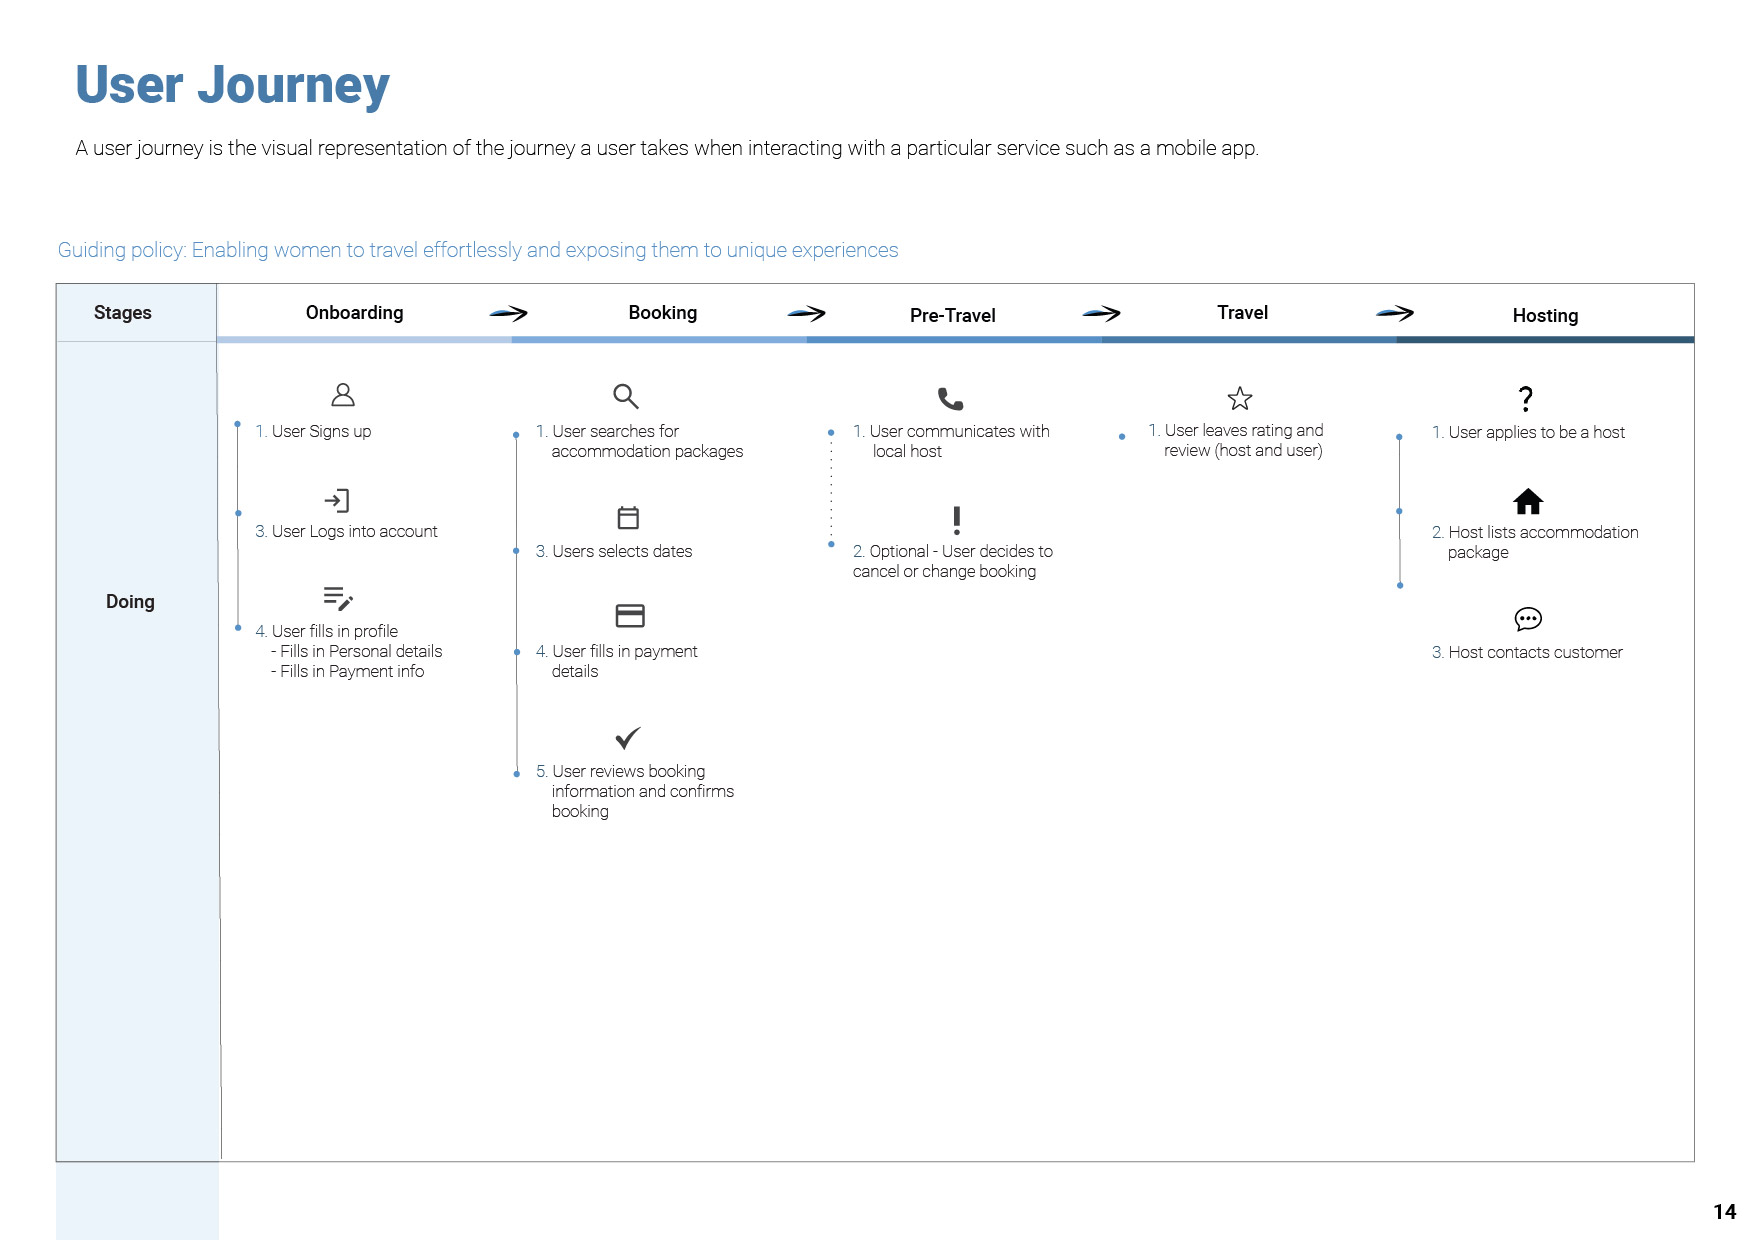 User Journey
A user journey is the visual representation of the journey a user takes when interacting with a particular service such as a mobile app.
Guiding policy: Enabling women to travel effortlessly and exposing them to unique experiences
Stages
Onboarding
Booking
Pre-Travel
Travel
Hosting
Doing
1. User Signs up
3. User Logs into account
4. User fills in profile
- Fills in Personal details
- Fills in Payment info
1. User searches for
accommodation packages
3. Users selects dates
4. User fills in payment
details
5. User reviews booking
information and confirms
booking
1. User communicates with
local host
2. Optional - User decides to
cancel or change booking
1. User leaves rating and
review (host and user)
1. User applies to be a host
2. Host lists accommodation
package
3. Host contacts customer
14